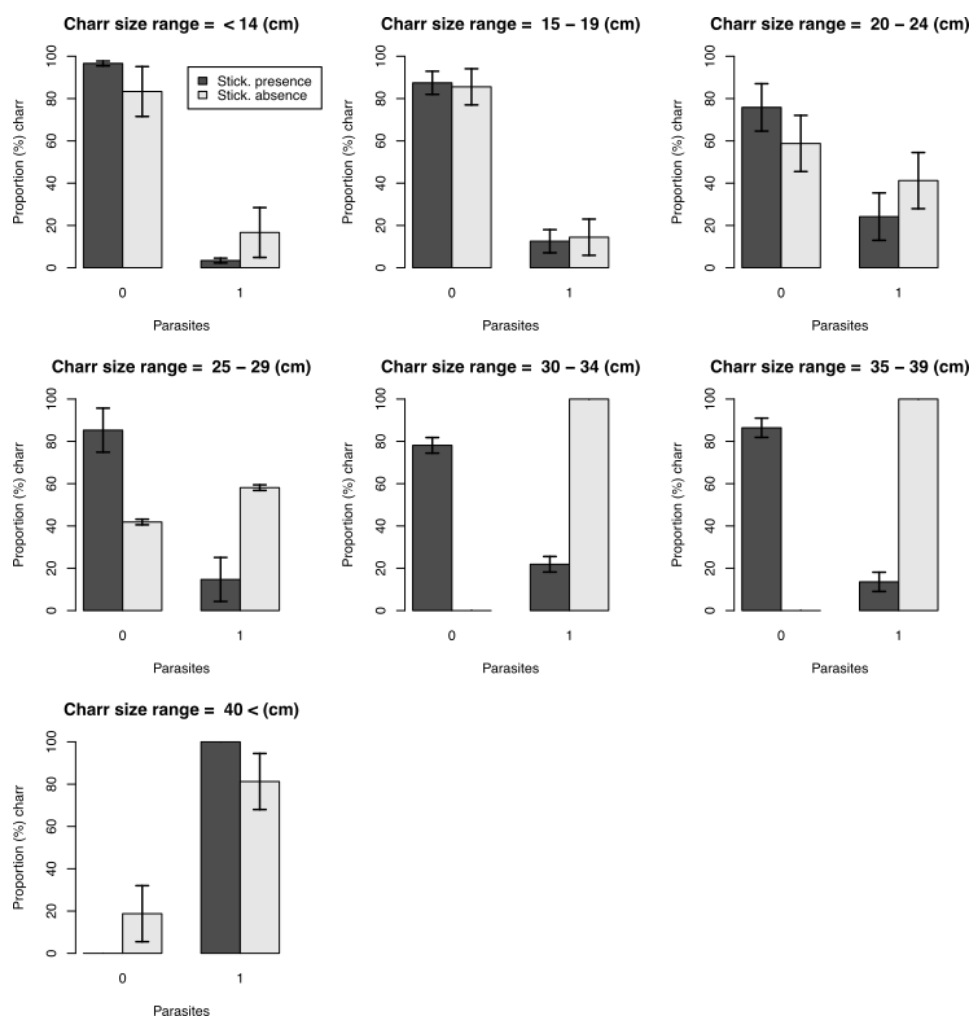 Charr size range = < 14 (cm)
Proportion (%) charr
0 20 40 60 80 100
Stick. presence
Stick. absence
0 1
Parasites
Charr size range = 15 – 19 (cm)
Proportion (%) charr
0 20 40 60 80 100
0 1
Parasites
Charr size range = 20 – 24 (cm)
Proportion (%) charr
0 20 40 60 80 100
0 1
Parasites
Charr size range = 25 – 29 (cm)
Proportion (%) charr
0 20 40 60 80 100
0 1
Parasites
Charr size range = 30 – 34 (cm)
Proportion (%) charr
0 20 40 60 80 100
0 1
Parasites
Charr size range = 35 – 39 (cm)
Proportion (%) charr
0 20 40 60 80 100
0 1
Parasites
Charr size range = 40 < (cm)
Proportion (%) charr
0 20 40 60 80 100
0 1
Parasites